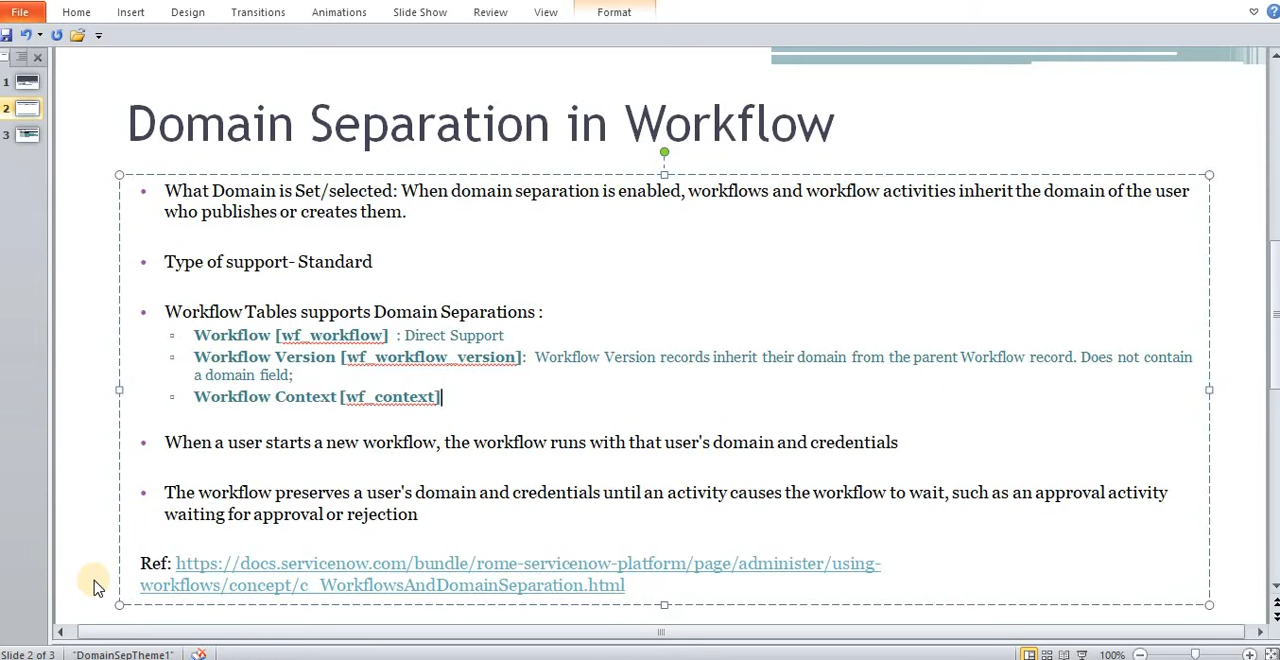 File Home Insert Design Transitions Animations Slide Show Review View Format
1
2
3
Domain Separation in Workflow
• What Domain is Set/selected: When domain separation is enabled, workflows and workflow activities inherit the domain of the user
who publishes or creates them.
• Type of support- Standard
• Workflow Tables supports Domain Separations :
▫ Workflow [wf_workflow] : Direct Support
▫ Workflow Version [wf_workflow_version]: Workflow Version records inherit their domain from the parent Workflow record. Does not contain
a domain field;
▫ Workflow Context [wf_context]
• When a user starts a new workflow, the workflow runs with that user's domain and credentials
• The workflow preserves a user's domain and credentials until an activity causes the workflow to wait, such as an approval activity
waiting for approval or rejection
Ref: https://docs.servicenow.com/bundle/rome-servicenow-platform/page/administer/using-
workflows/concept/c_WorkflowsAndDomainSeparation.html
Slide 2 of 3 "DomainSepTheme1" 100%